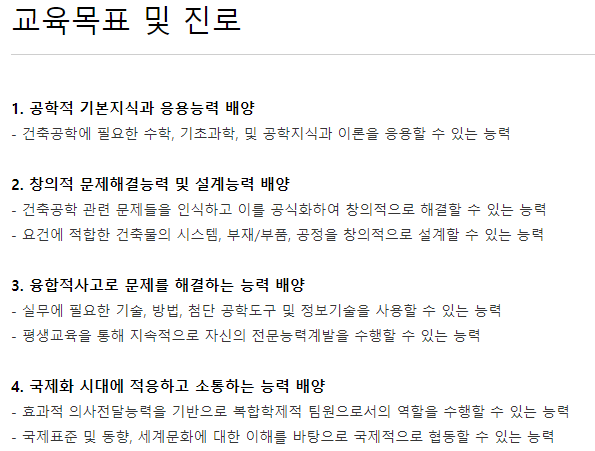 교육목표 및 진로
1. 공학적 기본지식과 응용능력 배양
- 건축공학에 필요한 수학, 기초과학, 및 공학지식과 이론을 응용할 수 있는 능력
2. 창의적 문제해결능력 및 설계능력 배양
- 건축공학 관련 문제들을 인식하고 이를 공식화하여 창의적으로 해결할 수 있는 능력
- 요건에 적합한 건축물의 시스템, 부재/부품, 공정을 창의적으로 설계할 수 있는 능력
3. 융합적사고로 문제를 해결하는 능력 배양
- 실무에 필요한 기술, 방법, 첨단 공학도구 및 정보기술을 사용할 수 있는 능력
- 평생교육을 통해 지속적으로 자신의 전문능력계발을 수행할 수 있는 능력
4. 국제화 시대에 적응하고 소통하는 능력 배양
- 효과적 의사전달능력을 기반으로 복합학제적 팀원으로서의 역할을 수행할 수 있는 능력
- 국제표준 및 동향, 세계문화에 대한 이해를 바탕으로 국제적으로 협동할 수 있는 능력